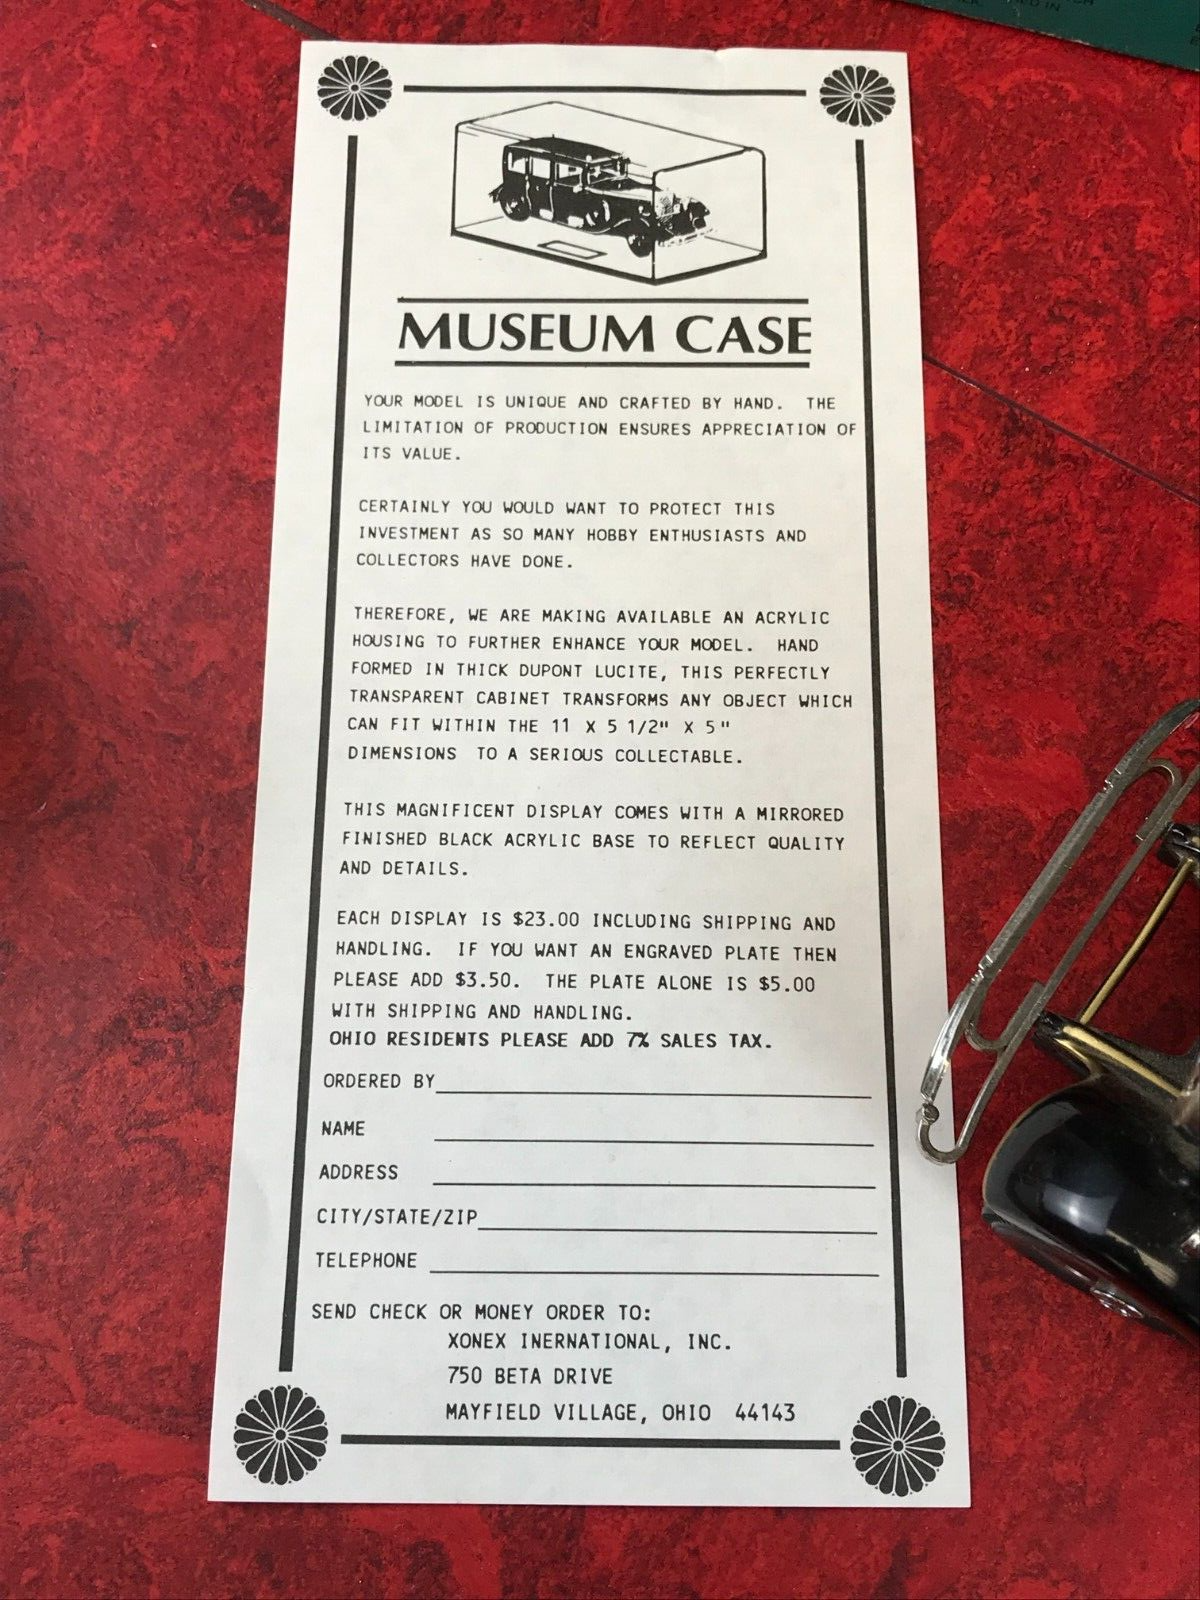 MUSEUM CASE
YOUR MODEL IS UNIQUE AND CRAFTED BY HAND. THE
LIMITATION OF PRODUCTION ENSURES APPRECIATION OF
ITS VALUE.
CERTAINLY YOU WOULD WANT TO PROTECT THIS
INVESTMENT AS SO MANY HOBBY ENTHUSIASTS AND
COLLECTORS HAVE DONE.
THEREFORE, WE ARE MAKING AVAILABLE AN ACRYLIC
HOUSING TO FURTHER ENHANCE YOUR MODEL. HAND
FORMED IN THICK DUPONT LUCITE, THIS PERFECTLY
TRANSPARENT CABINET TRANSFORMS ANY OBJECT WHICH
CAN FIT WITHIN THE 11 X 5 1/2" X 5"
DIMENSIONS TO A SERIOUS COLLECTABLE.
THIS MAGNIFICENT DISPLAY COMES WITH A MIRRORED
FINISHED BLACK ACRYLIC BASE TO REFLECT QUALITY
AND DETAILS.
EACH DISPLAY IS $23.00 INCLUDING SHIPPING AND
HANDLING. IF YOU WANT AN ENGRAVED PLATE THEN
PLEASE ADD $3.50. THE PLATE ALONE IS $5.00
WITH SHIPPING AND HANDLING.
OHIO RESIDENTS PLEASE ADD 7% SALES TAX.
ORDERED BY
NAME
ADDRESS
CITY/STATE/ZIP
TELEPHONE
SEND CHECK OR MONEY ORDER TO:
XONEX INERNATIONAL, INC.
750 BETA DRIVE
MAYFIELD VILLAGE, OHIO 44143